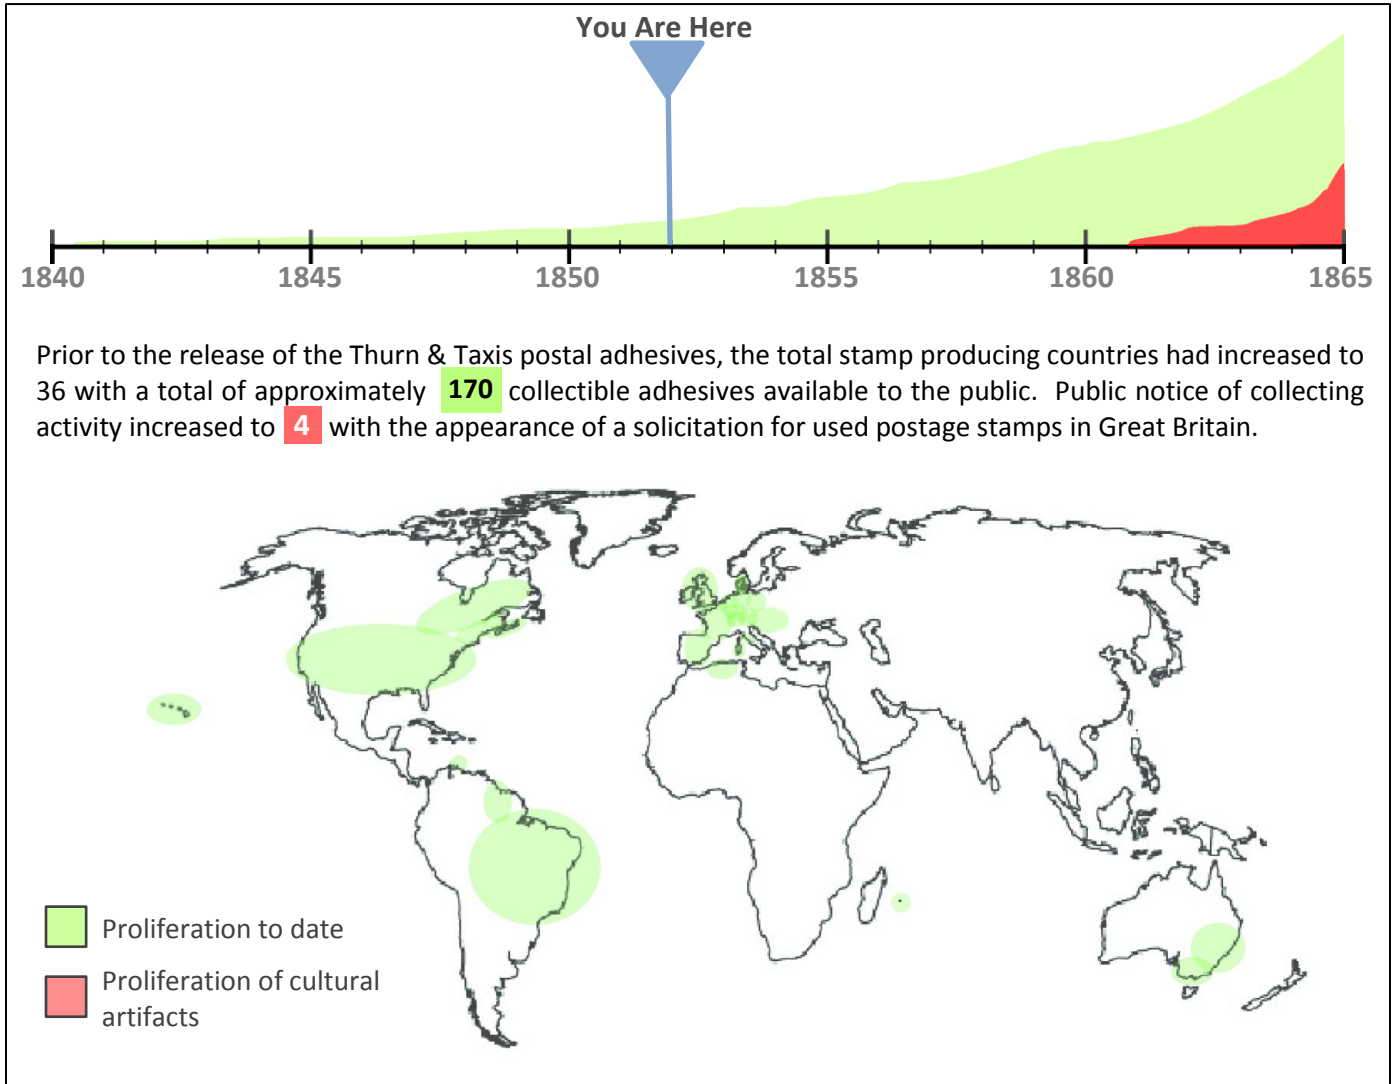 You Are Here
1840 1845 1850 1855 1860 1865
Prior to the release of the Thurn & Taxis postal adhesives, the total stamp producing countries had increased to
36 with a total of approximately 170 collectible adhesives available to the public. Public notice of collecting
activity increased to 4 with the appearance of a solicitation for used postage stamps in Great Britain.
Proliferation to date
Proliferation of cultural
artifacts